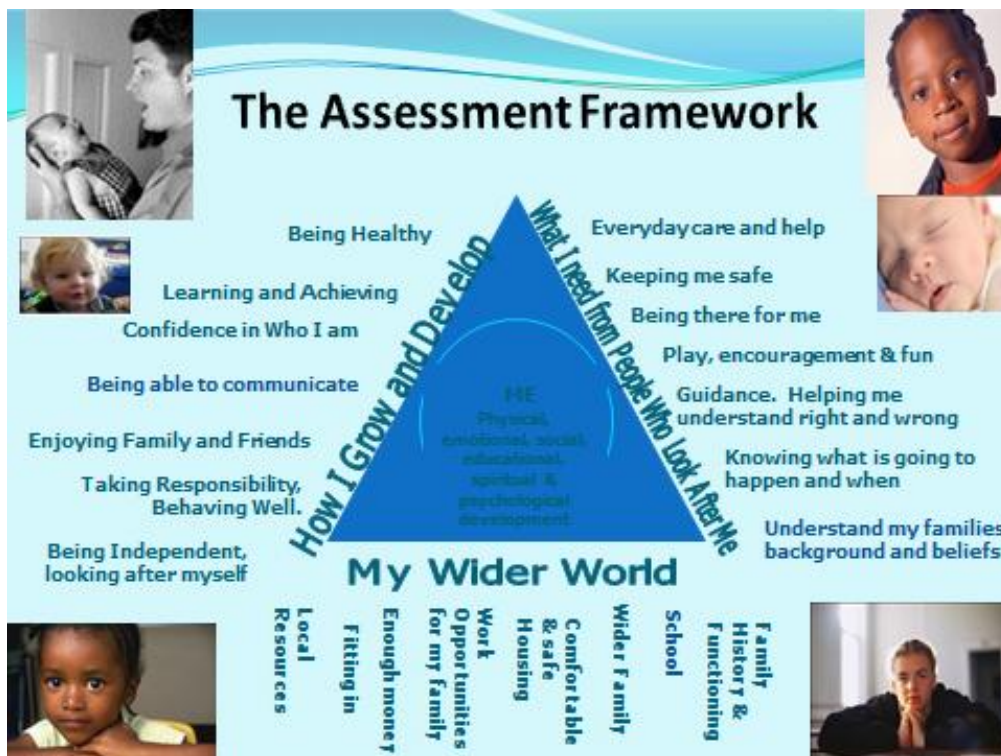 The Assessment Framework
Being Healthy
Learning and Achieving
Confidence in Who I am
Being able to communicate
Enjoying Family and Friends
Taking Responsibility,
Behaving Well.
Being Independent,
looking after myself
How I Grow and Develop
ME
Physical,
emotional, social,
educational,
spiritual &
psychological
development
What I need from People Who Look After Me
Everyday care and help
Keeping me safe
Being there for me
Play, encouragement & fun
Guidance. Helping me
understand right and wrong
Knowing what is going to
happen and when
Understand my families
background and beliefs
My Wider World
Local
Resources
Fitting in
Enough money
for my family
Work
Opportunities
Comfortable
& safe
Housing
Wider Family
School
Family
History &
Functioning